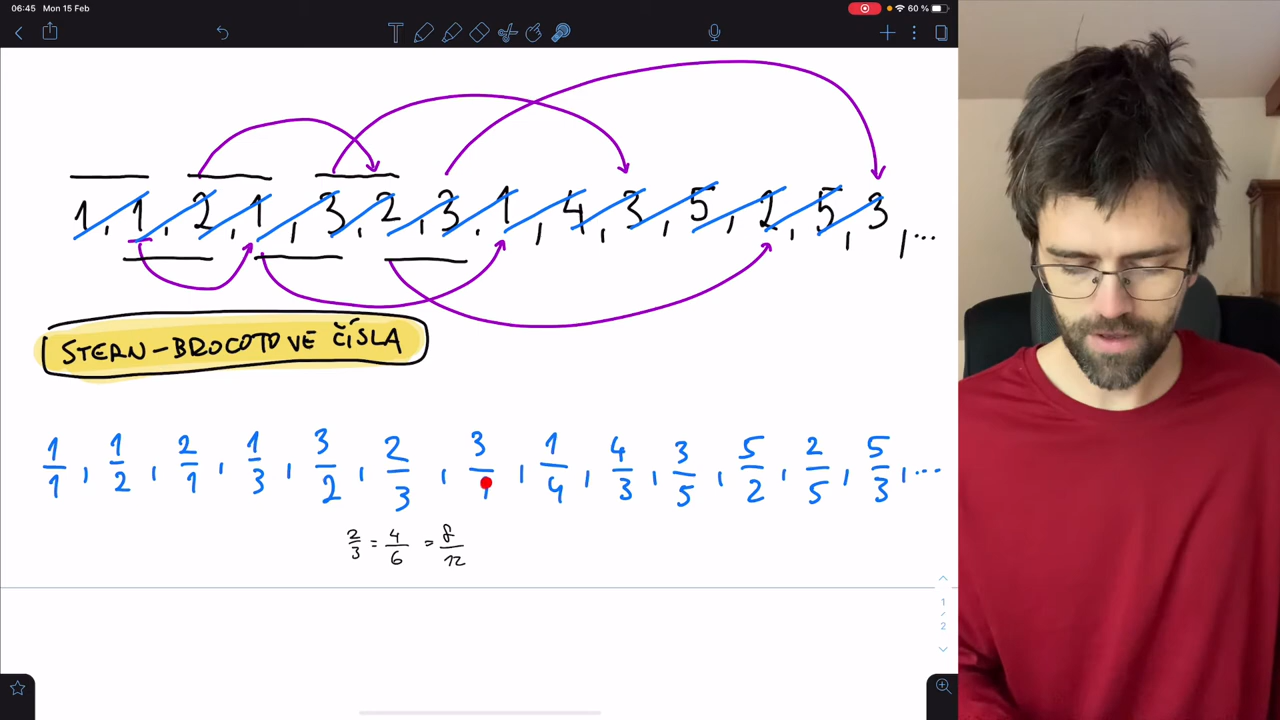 06:45 Mon 15 Feb
60 %
1, 1, 2, 1, 3, 2, 3, 1, 4, 3, 5, 2, 5, 3, ...
STERN-BROCOTOVE ČÍSLA
1/1, 1/2, 2/1, 1/3, 3/2, 2/3, 3/1, 1/4, 4/3, 3/5, 5/2, 2/5, 5/3, ...
2/3 = 4/6 = 8/12
1
/
2